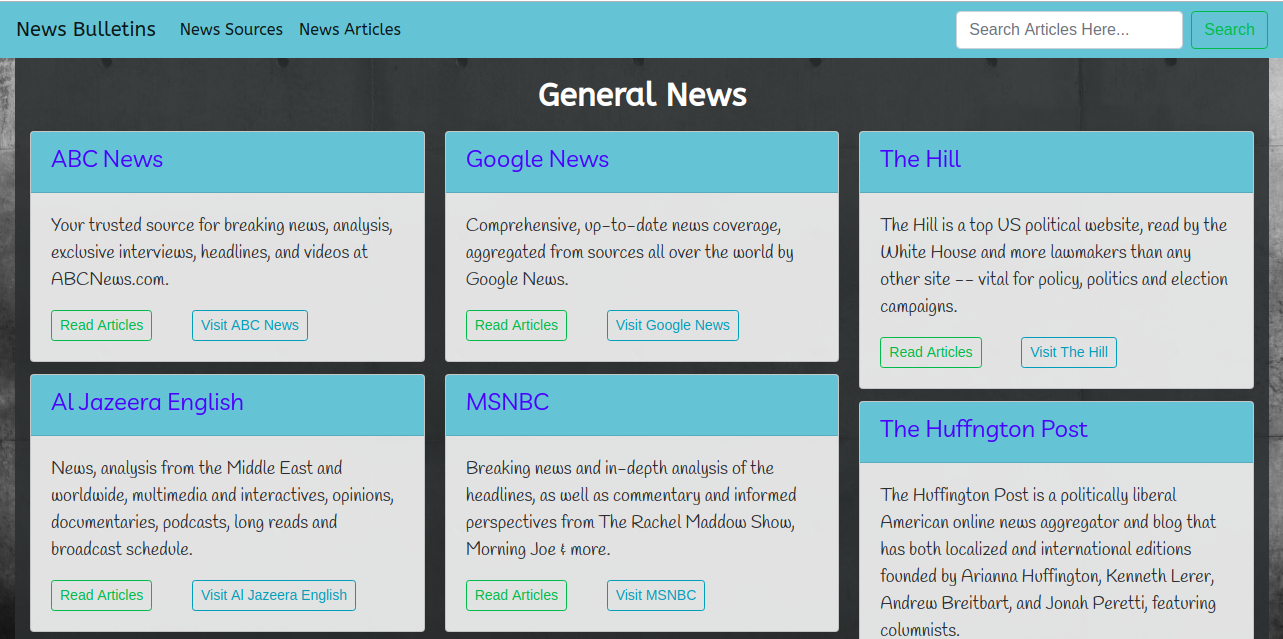 News Bulletins
News Sources
News Articles
Search Articles Here...
Search
General News
ABC News
Your trusted source for breaking news, analysis,
exclusive interviews, headlines, and videos at
ABCNews.com.
Read Articles
Visit ABC News
Google News
Comprehensive, up-to-date news coverage,
aggregated from sources all over the world by
Google News.
Read Articles
Visit Google News
The Hill
The Hill is a top US political website, read by the
White House and more lawmakers than any
other site -- vital for policy, politics and election
campaigns.
Read Articles
Visit The Hill
Al Jazeera English
News, analysis from the Middle East and
worldwide, multimedia and interactives, opinions,
documentaries, podcasts, long reads and
broadcast schedule.
Read Articles
Visit Al Jazeera English
MSNBC
Breaking news and in-depth analysis of the
headlines, as well as commentary and informed
perspectives from The Rachel Maddow Show,
Morning Joe & more.
Read Articles
Visit MSNBC
The Huffington Post
The Huffington Post is a politically liberal
American online news aggregator and blog that
has both localized and international editions
founded by Arianna Huffington, Kenneth Lerer,
Andrew Breitbart, and Jonah Peretti, featuring
columnists.